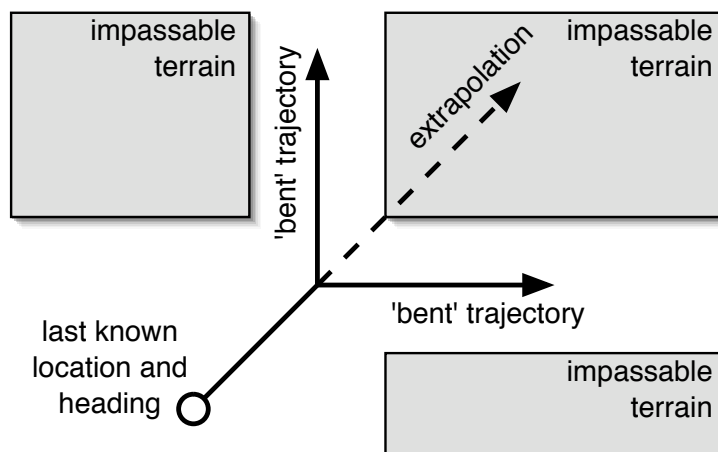 impassable
terrain
impassable
terrain
extrapolation
'bent' trajectory
'bent' trajectory
last known
location and
heading
impassable
terrain